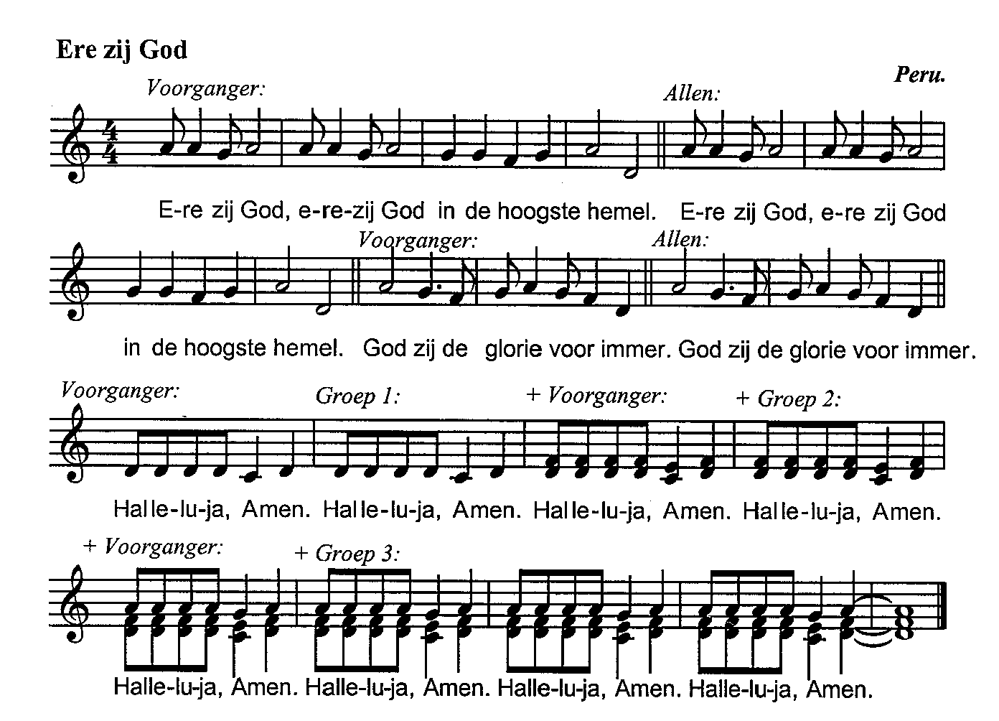 Ere zij God
Peru.
Voorganger: Allen:
4
4
E-re zij God, e-re-zij God in de hoogste hemel. E-re zij God, e-re zij God
Voorganger: Allen:
in de hoogste hemel. God zij de glorie voor immer. God zij de glorie voor immer.
Voorganger: Groep 1: + Voorganger: + Groep 2:
Halle-lu-ja, Amen. Halle-lu-ja, Amen. Halle-lu-ja, Amen. Halle-lu-ja, Amen.
+ Voorganger: + Groep 3:
Halle-lu-ja, Amen. Halle-lu-ja, Amen. Halle-lu-ja, Amen. Halle-lu-ja, Amen.